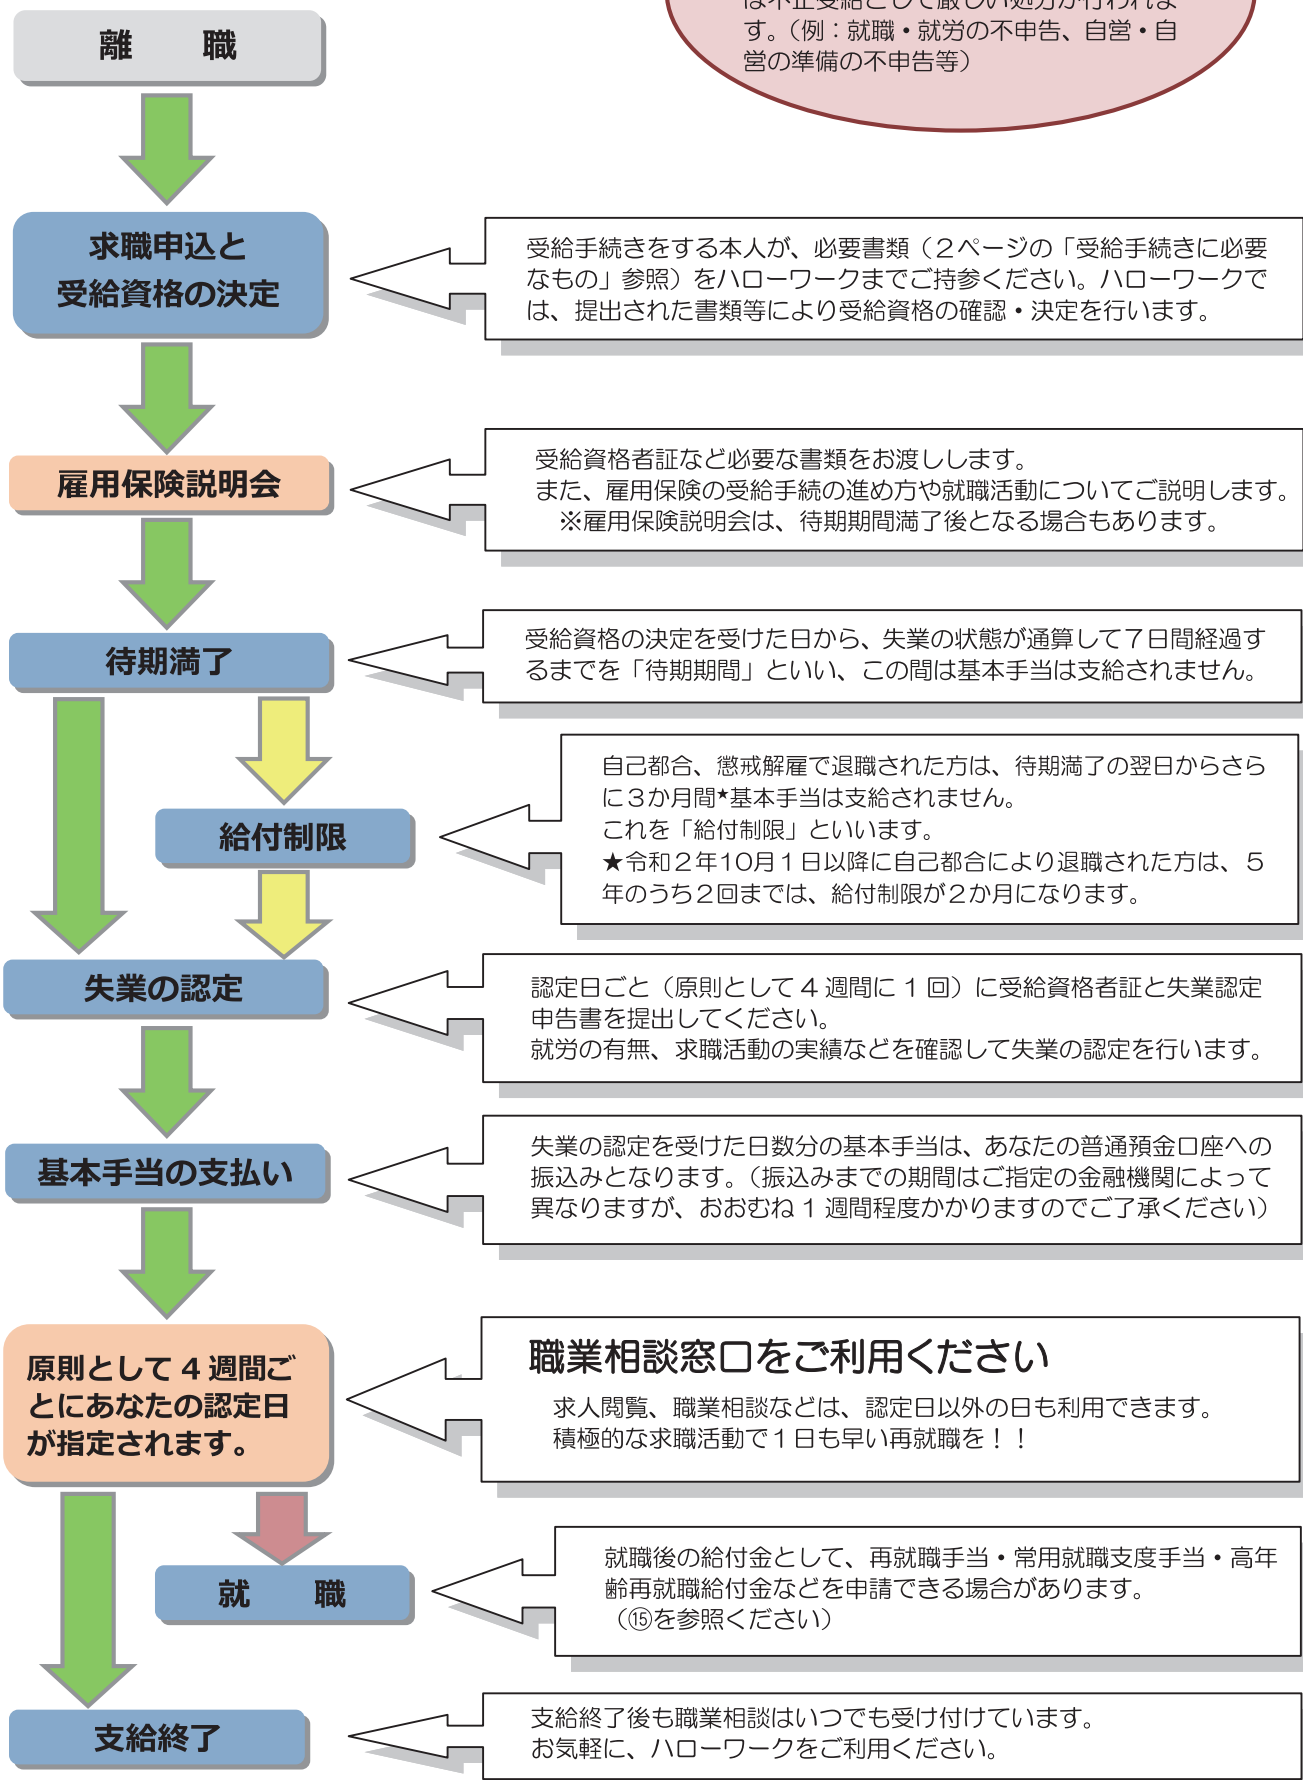 は不正受給として厳しい処分が行われま
す。（例：就職・就労の不申告、自営・自
営の準備の不申告等）
離　　職
求職申込と
受給資格の決定
受給手続きをする本人が、必要書類（２ページの「受給手続きに必要
なもの」参照）をハローワークまでご持参ください。ハローワークで
は、提出された書類等により受給資格の確認・決定を行います。
雇用保険説明会
受給資格者証など必要な書類をお渡しします。
また、雇用保険の受給手続の進め方や就職活動についてご説明します。
※雇用保険説明会は、待期期間満了後となる場合もあります。
待期満了
受給資格の決定を受けた日から、失業の状態が通算して７日間経過す
るまでを「待期期間」といい、この間は基本手当は支給されません。
給付制限
自己都合、懲戒解雇で退職された方は、待期満了の翌日からさら
に３か月間★基本手当は支給されません。
これを「給付制限」といいます。
★令和２年10月１日以降に自己都合により退職された方は、５
年のうち２回までは、給付制限が２か月になります。
失業の認定
認定日ごと（原則として４週間に１回）に受給資格者証と失業認定
申告書を提出してください。
就労の有無、求職活動の実績などを確認して失業の認定を行います。
基本手当の支払い
失業の認定を受けた日数分の基本手当は、あなたの普通預金口座への
振込みとなります。（振込みまでの期間はご指定の金融機関によって
異なりますが、おおむね１週間程度かかりますのでご了承ください）
原則として４週間ご
とにあなたの認定日
が指定されます。
職業相談窓口をご利用ください
求人閲覧、職業相談などは、認定日以外の日も利用できます。
積極的な求職活動で１日も早い再就職を！！
就　　職
就職後の給付金として、再就職手当・常用就職支度手当・高年
齢再就職給付金などを申請できる場合があります。
（⑮を参照ください）
支給終了
支給終了後も職業相談はいつでも受け付けています。
お気軽に、ハローワークをご利用ください。